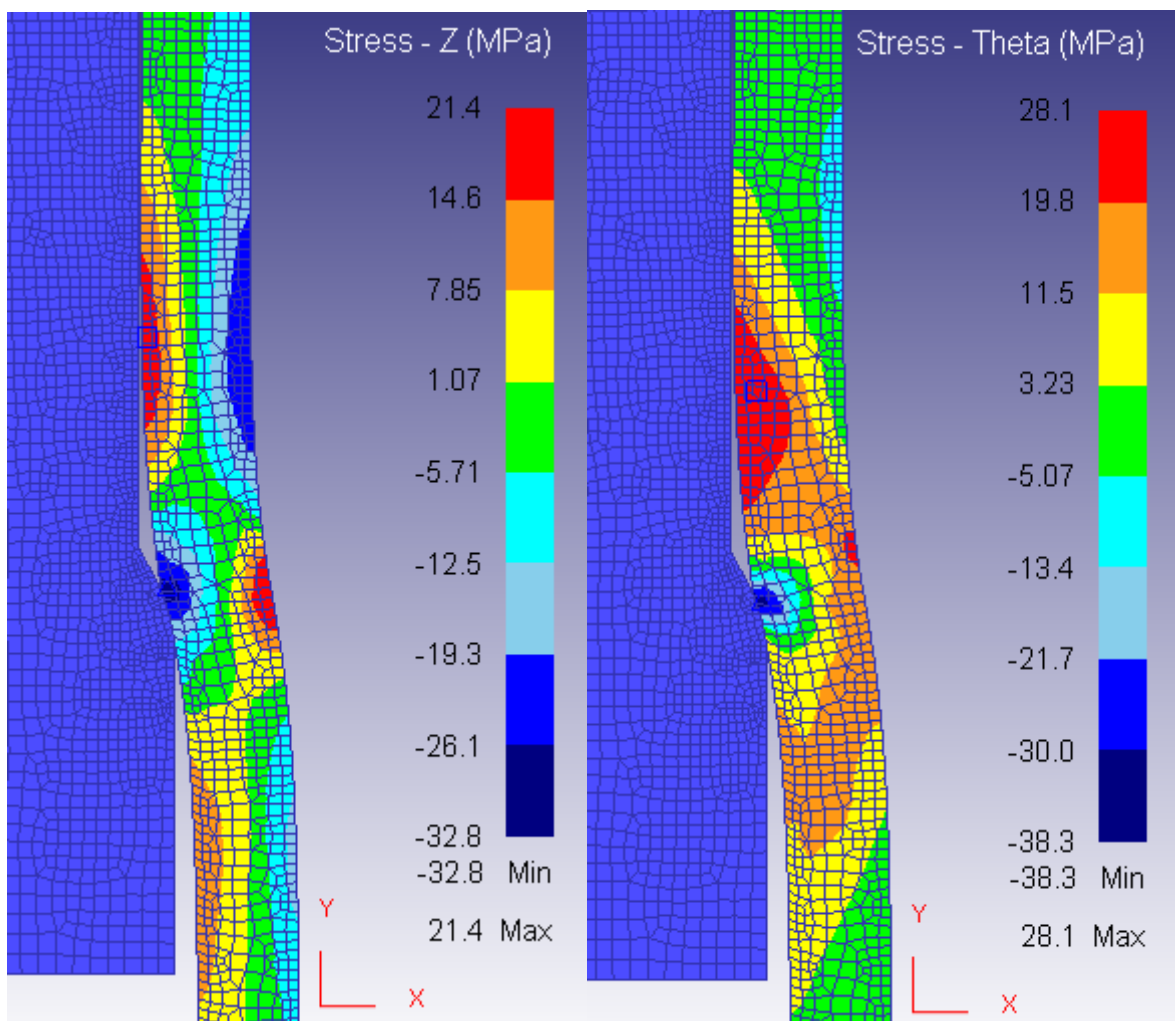 Stress - Z (MPa)
21.4
14.6
7.85
1.07
-5.71
-12.5
-19.3
-26.1
-32.8
-32.8 Min
21.4 Max
Y
X
Stress - Theta (MPa)
28.1
19.8
11.5
3.23
-5.07
-13.4
-21.7
-30.0
-38.3
-38.3 Min
28.1 Max
Y
X